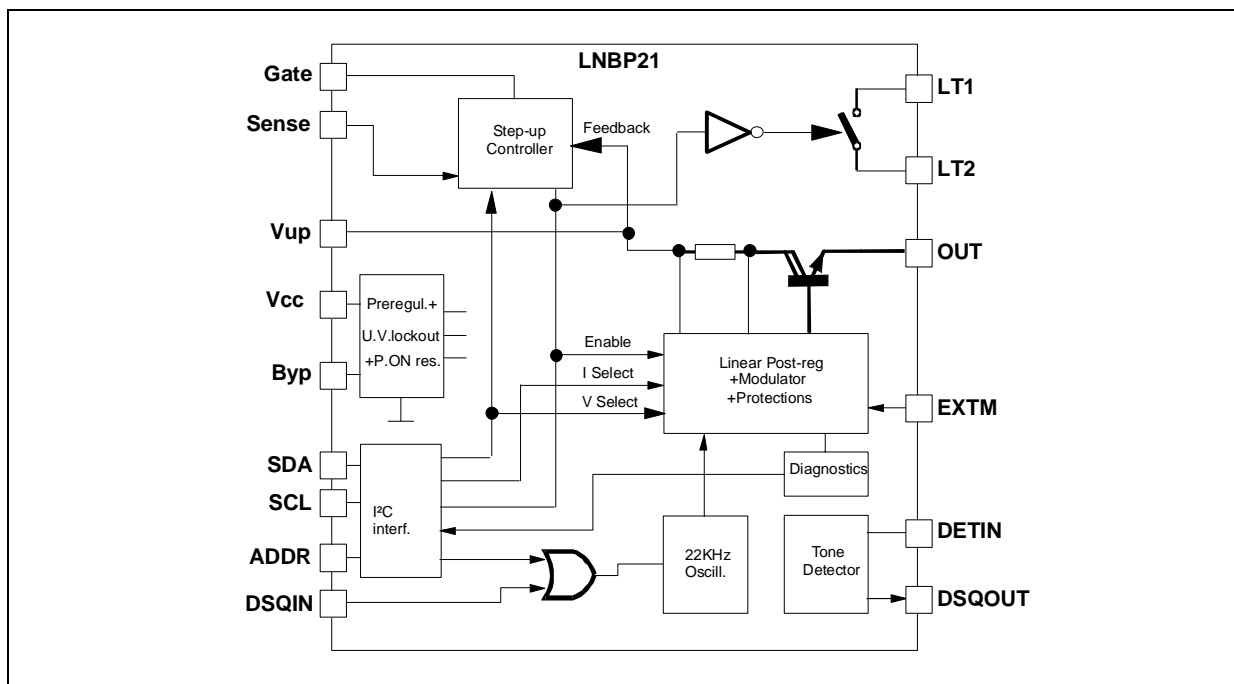 LNBP21
Gate
LT1
Sense
Step-up
Controller
Feedback
LT2
Vup
OUT
Vcc
Preregul.+
U.V.lockout
+P.ON res.
Byp
Enable
I Select
V Select
Linear Post-reg
+Modulator
+Protections
EXTM
SDA
SCL
ADDR
DSQIN
I²C
interf.
Diagnostics
22KHz
Oscill.
Tone
Detector
DETIN
DSQOUT